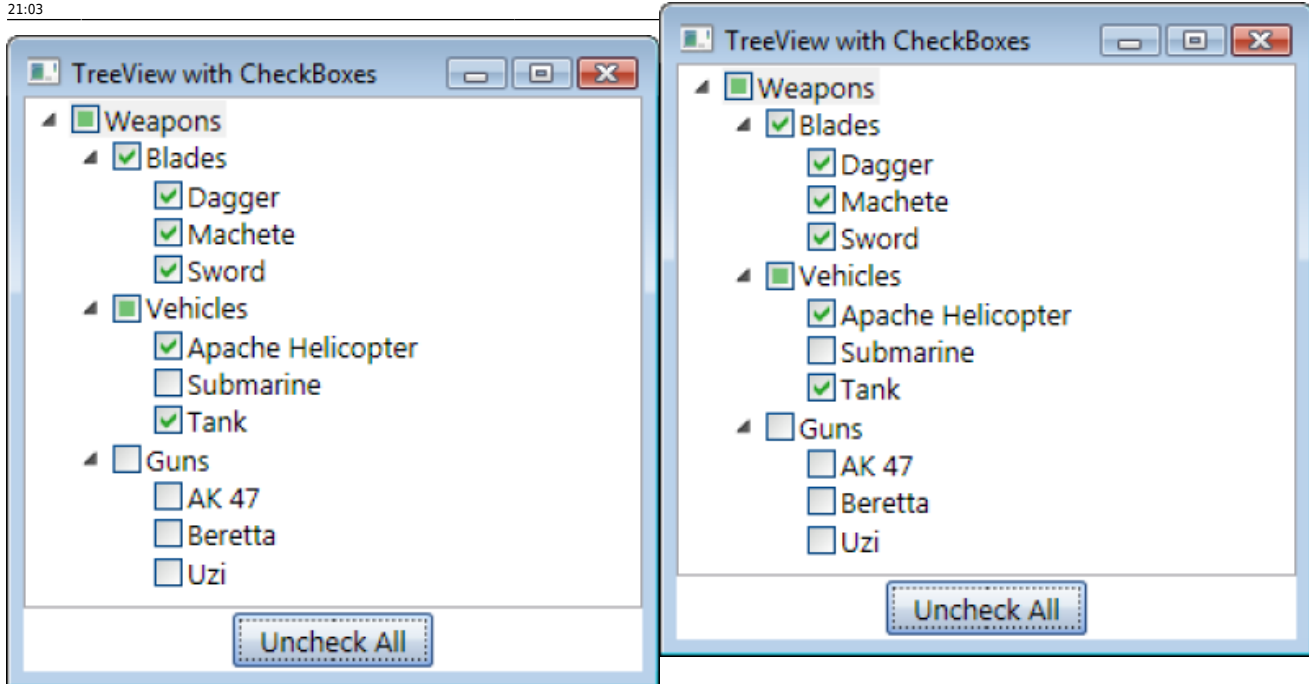 21:03
TreeView with CheckBoxes
Weapons
Blades
Dagger
Machete
Sword
Vehicles
Apache Helicopter
Submarine
Tank
Guns
AK 47
Beretta
Uzi
Uncheck All
TreeView with CheckBoxes
Weapons
Blades
Dagger
Machete
Sword
Vehicles
Apache Helicopter
Submarine
Tank
Guns
AK 47
Beretta
Uzi
Uncheck All